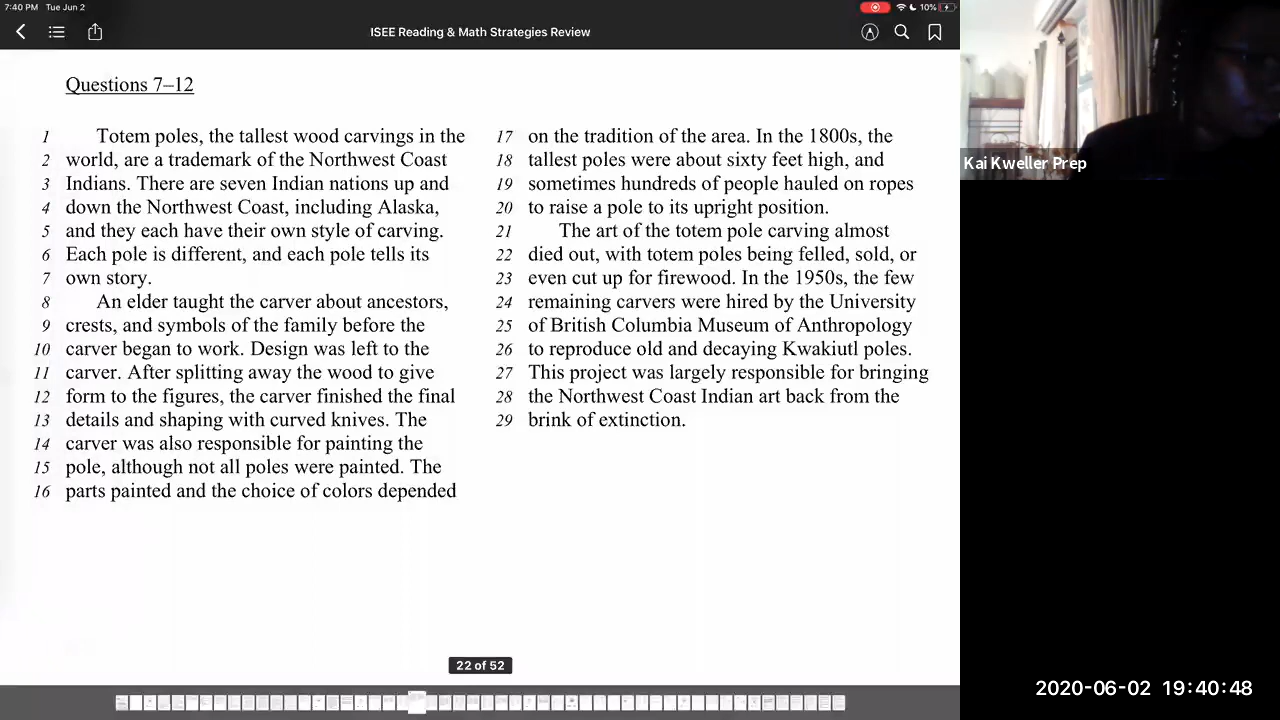 7:40 PM Tue Jun 2
10%
ISEE Reading & Math Strategies Review
Questions 7–12
1 Totem poles, the tallest wood carvings in the
2 world, are a trademark of the Northwest Coast
3 Indians. There are seven Indian nations up and
4 down the Northwest Coast, including Alaska,
5 and they each have their own style of carving.
6 Each pole is different, and each pole tells its
7 own story.
8 An elder taught the carver about ancestors,
9 crests, and symbols of the family before the
10 carver began to work. Design was left to the
11 carver. After splitting away the wood to give
12 form to the figures, the carver finished the final
13 details and shaping with curved knives. The
14 carver was also responsible for painting the
15 pole, although not all poles were painted. The
16 parts painted and the choice of colors depended
17 on the tradition of the area. In the 1800s, the
18 tallest poles were about sixty feet high, and
19 sometimes hundreds of people hauled on ropes
20 to raise a pole to its upright position.
21 The art of the totem pole carving almost
22 died out, with totem poles being felled, sold, or
23 even cut up for firewood. In the 1950s, the few
24 remaining carvers were hired by the University
25 of British Columbia Museum of Anthropology
26 to reproduce old and decaying Kwakiutl poles.
27 This project was largely responsible for bringing
28 the Northwest Coast Indian art back from the
29 brink of extinction.
22 of 52
Kai Kweller Prep
2020-06-02 19:40:48